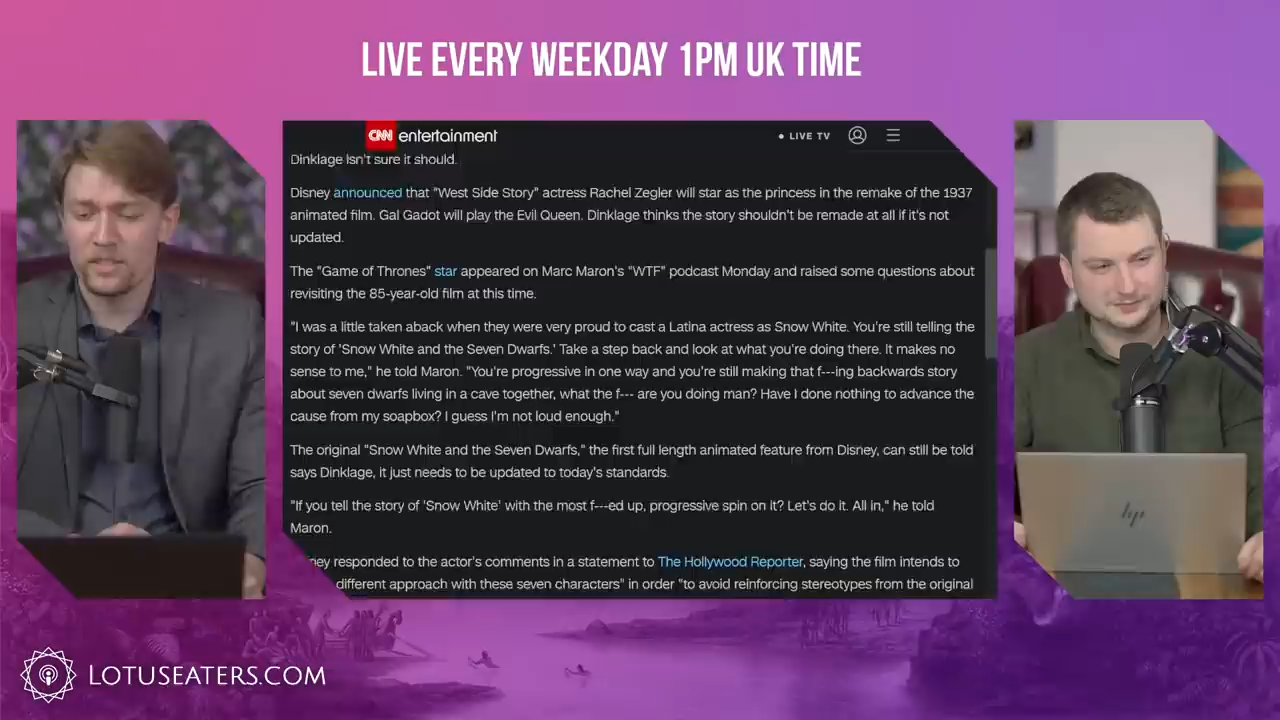 LIVE EVERY WEEKDAY 1PM UK TIME
CNN entertainment
• LIVE TV
Dinklage isn't sure it should.
Disney announced that "West Side Story" actress Rachel Zegler will star as the princess in the remake of the 1937
animated film. Gal Gadot will play the Evil Queen. Dinklage thinks the story shouldn't be remade at all if it's not
updated.
The "Game of Thrones" star appeared on Marc Maron's "WTF" podcast Monday and raised some questions about
revisiting the 85-year-old film at this time.
"I was a little taken aback when they were very proud to cast a Latina actress as Snow White. You're still telling the
story of 'Snow White and the Seven Dwarfs.' Take a step back and look at what you're doing there. It makes no
sense to me," he told Maron. "You're progressive in one way and you're still making that f---ing backwards story
about seven dwarfs living in a cave together, what the f--- are you doing man? Have I done nothing to advance the
cause from my soapbox? I guess I'm not loud enough."
The original "Snow White and the Seven Dwarfs," the first full length animated feature from Disney, can still be told
says Dinklage, it just needs to be updated to today's standards.
"If you tell the story of 'Snow White' with the most f---ed up, progressive spin on it? Let's do it. All in," he told
Maron.
ney responded to the actor's comments in a statement to The Hollywood Reporter, saying the film intends to
different approach with these seven characters" in order "to avoid reinforcing stereotypes from the original
hp
LOTUSEATERS.COM